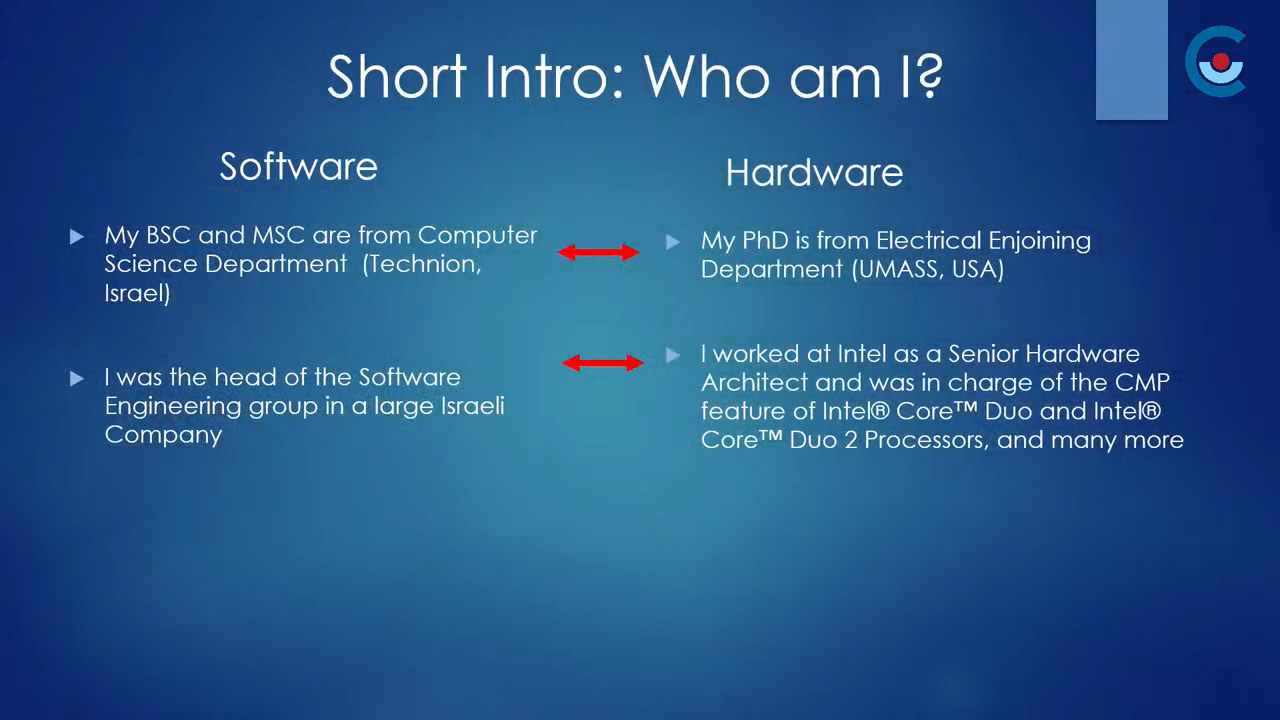 Short Intro: Who am I?
Software
My BSC and MSC are from Computer
Science Department (Technion,
Israel)
I was the head of the Software
Engineering group in a large Israeli
Company
Hardware
My PhD is from Electrical Enjoining
Department (UMASS, USA)
I worked at Intel as a Senior Hardware
Architect and was in charge of the CMP
feature of Intel® Core™ Duo and Intel®
Core™ Duo 2 Processors, and many more